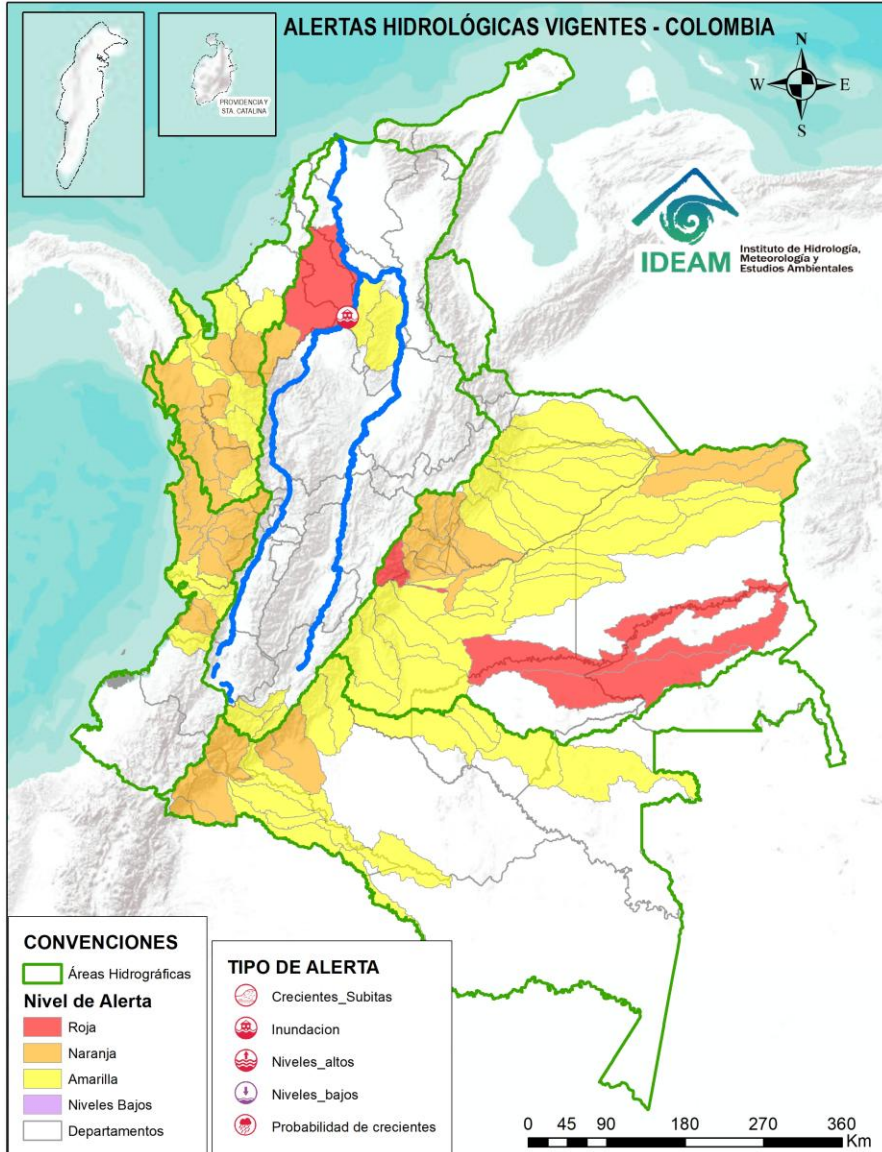 ALERTAS HIDROLÓGICAS VIGENTES - COLOMBIA
PROVIDENCIA Y
STA. CATALINA
N
W
E
S
IDEAM
Instituto de Hidrología,
Meteorología y
Estudios Ambientales
CONVENCIONES
Áreas Hidrográficas
Nivel de Alerta
Roja
Naranja
Amarilla
Niveles Bajos
Departamentos
TIPO DE ALERTA
Crecientes_Subitas
Inundacion
Niveles_altos
Niveles_bajos
Probabilidad de crecientes
0 45 90 180 270 360
Km